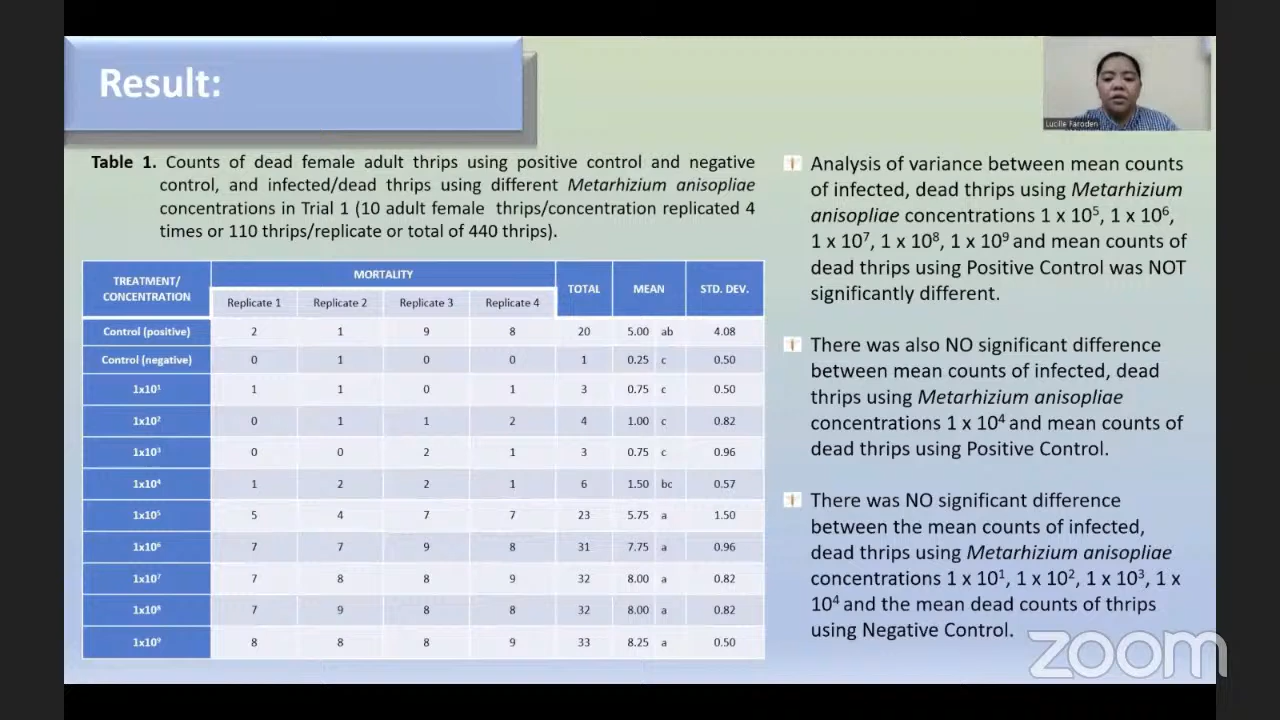 Result:
Lucille Faroden
Table 1. Counts of dead female adult thrips using positive control and negative
control, and infected/dead thrips using different Metarhizium anisopliae
concentrations in Trial 1 (10 adult female thrips/concentration replicated 4
times or 110 thrips/replicate or total of 440 thrips).
TREATMENT/ CONCENTRATION MORTALITY TOTAL MEAN STD. DEV.
Replicate 1 Replicate 2 Replicate 3 Replicate 4
Control (positive) 2 1 9 8 20 5.00 ab 4.08
Control (negative) 0 1 0 0 1 0.25 c 0.50
1x10¹ 1 1 0 1 3 0.75 c 0.50
1x10² 0 1 1 2 4 1.00 c 0.82
1x10³ 0 0 2 1 3 0.75 c 0.96
1x10⁴ 1 2 2 1 6 1.50 bc 0.57
1x10⁵ 5 4 7 7 23 5.75 a 1.50
1x10⁶ 7 7 9 8 31 7.75 a 0.96
1x10⁷ 7 8 8 9 32 8.00 a 0.82
1x10⁸ 7 9 8 8 32 8.00 a 0.82
1x10⁹ 8 8 8 9 33 8.25 a 0.50
Analysis of variance between mean counts
of infected, dead thrips using Metarhizium
anisopliae concentrations 1 x 10⁵, 1 x 10⁶,
1 x 10⁷, 1 x 10⁸, 1 x 10⁹ and mean counts of
dead thrips using Positive Control was NOT
significantly different.
There was also NO significant difference
between mean counts of infected, dead
thrips using Metarhizium anisopliae
concentrations 1 x 10⁴ and mean counts of
dead thrips using Positive Control.
There was NO significant difference
between the mean counts of infected,
dead thrips using Metarhizium anisopliae
concentrations 1 x 10¹, 1 x 10², 1 x 10³, 1 x
10⁴ and the mean dead counts of thrips
using Negative Control.
zoom